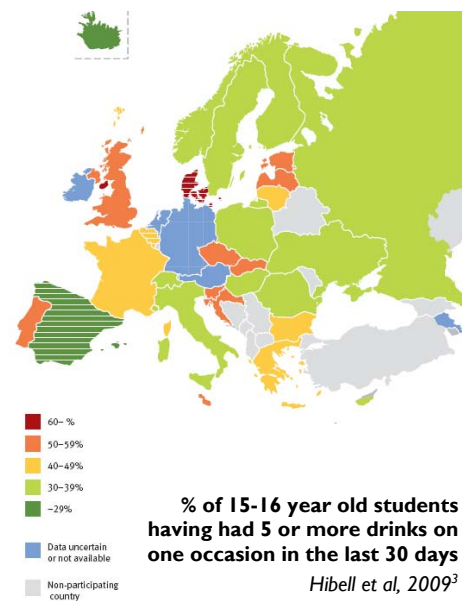 60– %
50–59%
40–49%
30–39%
–29%
Data uncertain
or not available
Non-participating
country
% of 15-16 year old students
having had 5 or more drinks on
one occasion in the last 30 days
Hibell et al, 2009³